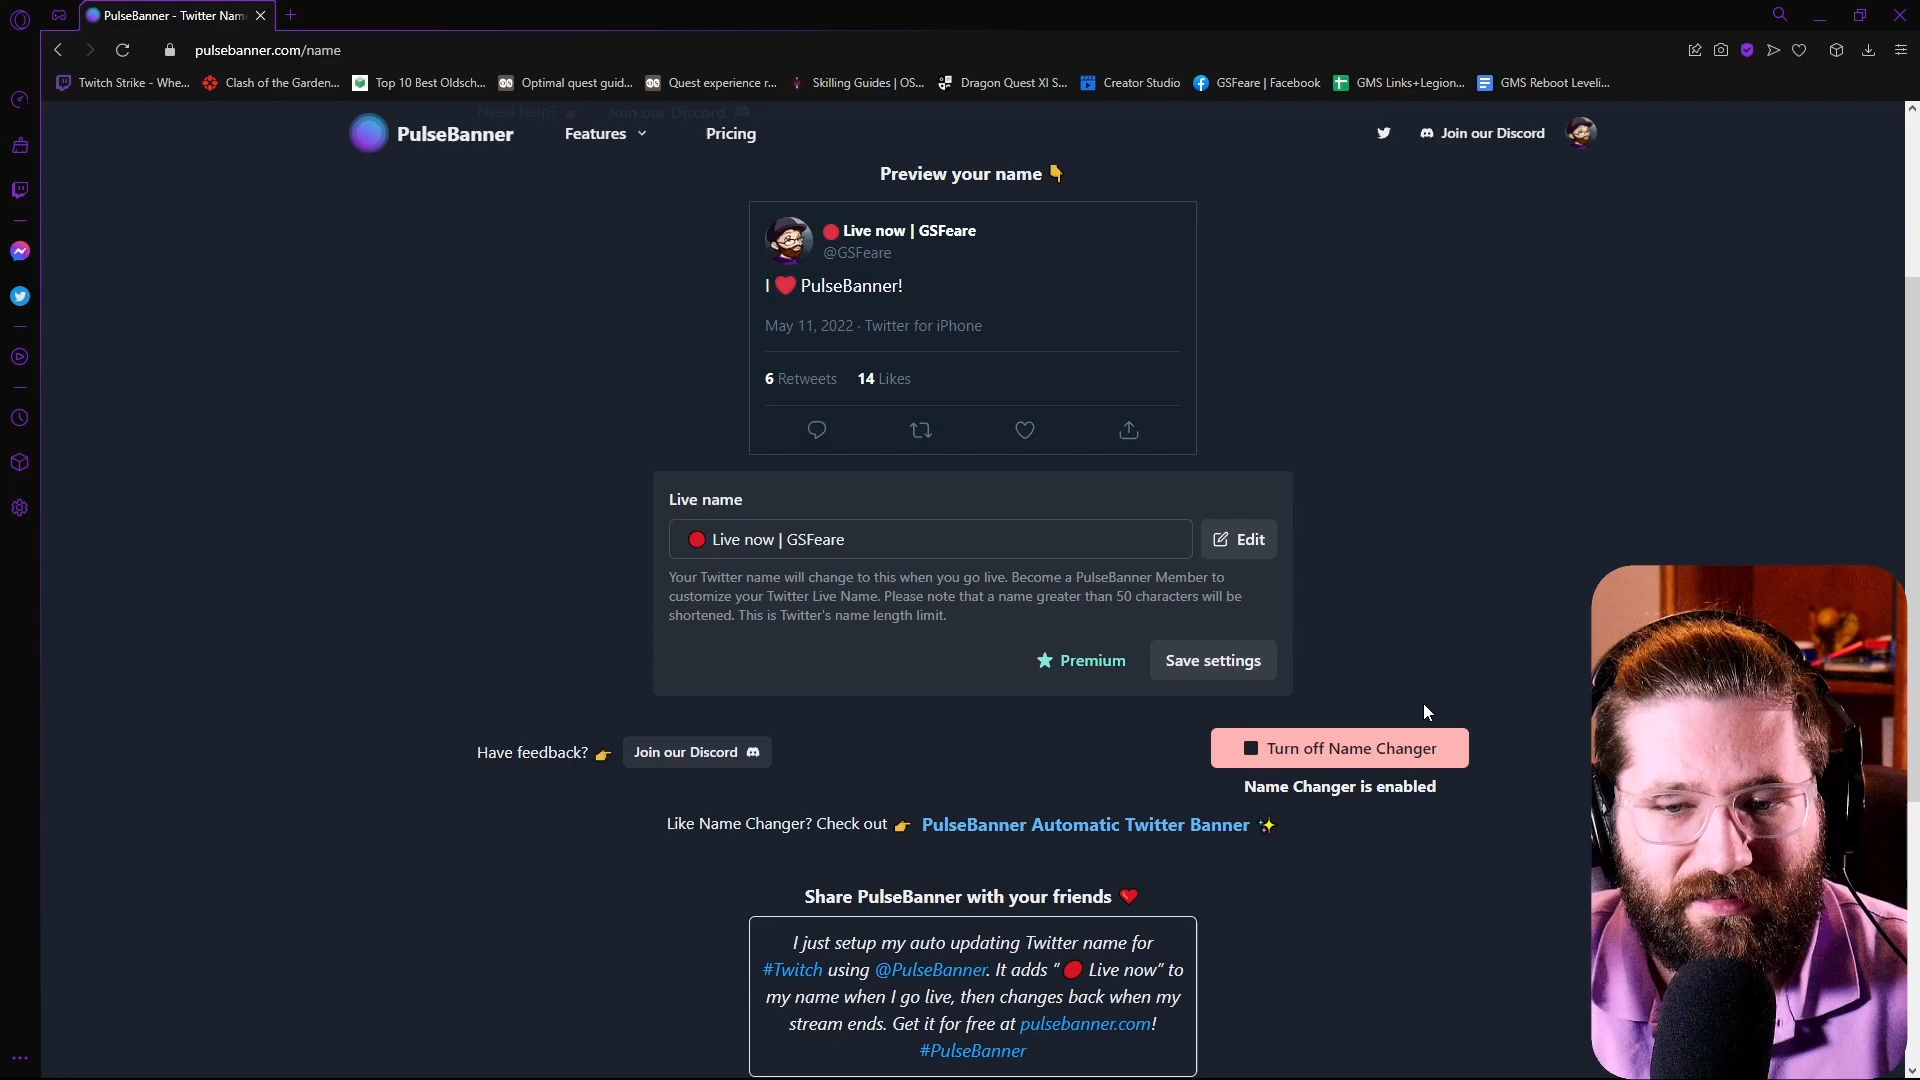 PulseBanner - Twitter Nam
pulsebanner.com/name
Twitch Strike - Whe...
Clash of the Garden...
Top 10 Best Oldsch...
Optimal quest guid...
Quest experience r...
Skilling Guides | OS...
Dragon Quest XI S...
Creator Studio
GSFeare | Facebook
GMS Links+Legion...
GMS Reboot Leveli...
Need help? 👉 Join our Discord
PulseBanner
Features
Pricing
Join our Discord
Preview your name 👇
🔴 Live now | GSFeare
@GSFeare
I ❤️ PulseBanner!
May 11, 2022 · Twitter for iPhone
6 Retweets 14 Likes
Live name
🔴 Live now | GSFeare
Edit
Your Twitter name will change to this when you go live. Become a PulseBanner Member to
customize your Twitter Live Name. Please note that a name greater than 50 characters will be
shortened. This is Twitter's name length limit.
Premium
Save settings
Have feedback? 👉 Join our Discord
Turn off Name Changer
Name Changer is enabled
Like Name Changer? Check out 👉 PulseBanner Automatic Twitter Banner ✨
Share PulseBanner with your friends ❤️
I just setup my auto updating Twitter name for
#Twitch using @PulseBanner. It adds "🔴 Live now" to
my name when I go live, then changes back when my
stream ends. Get it for free at pulsebanner.com!
#PulseBanner